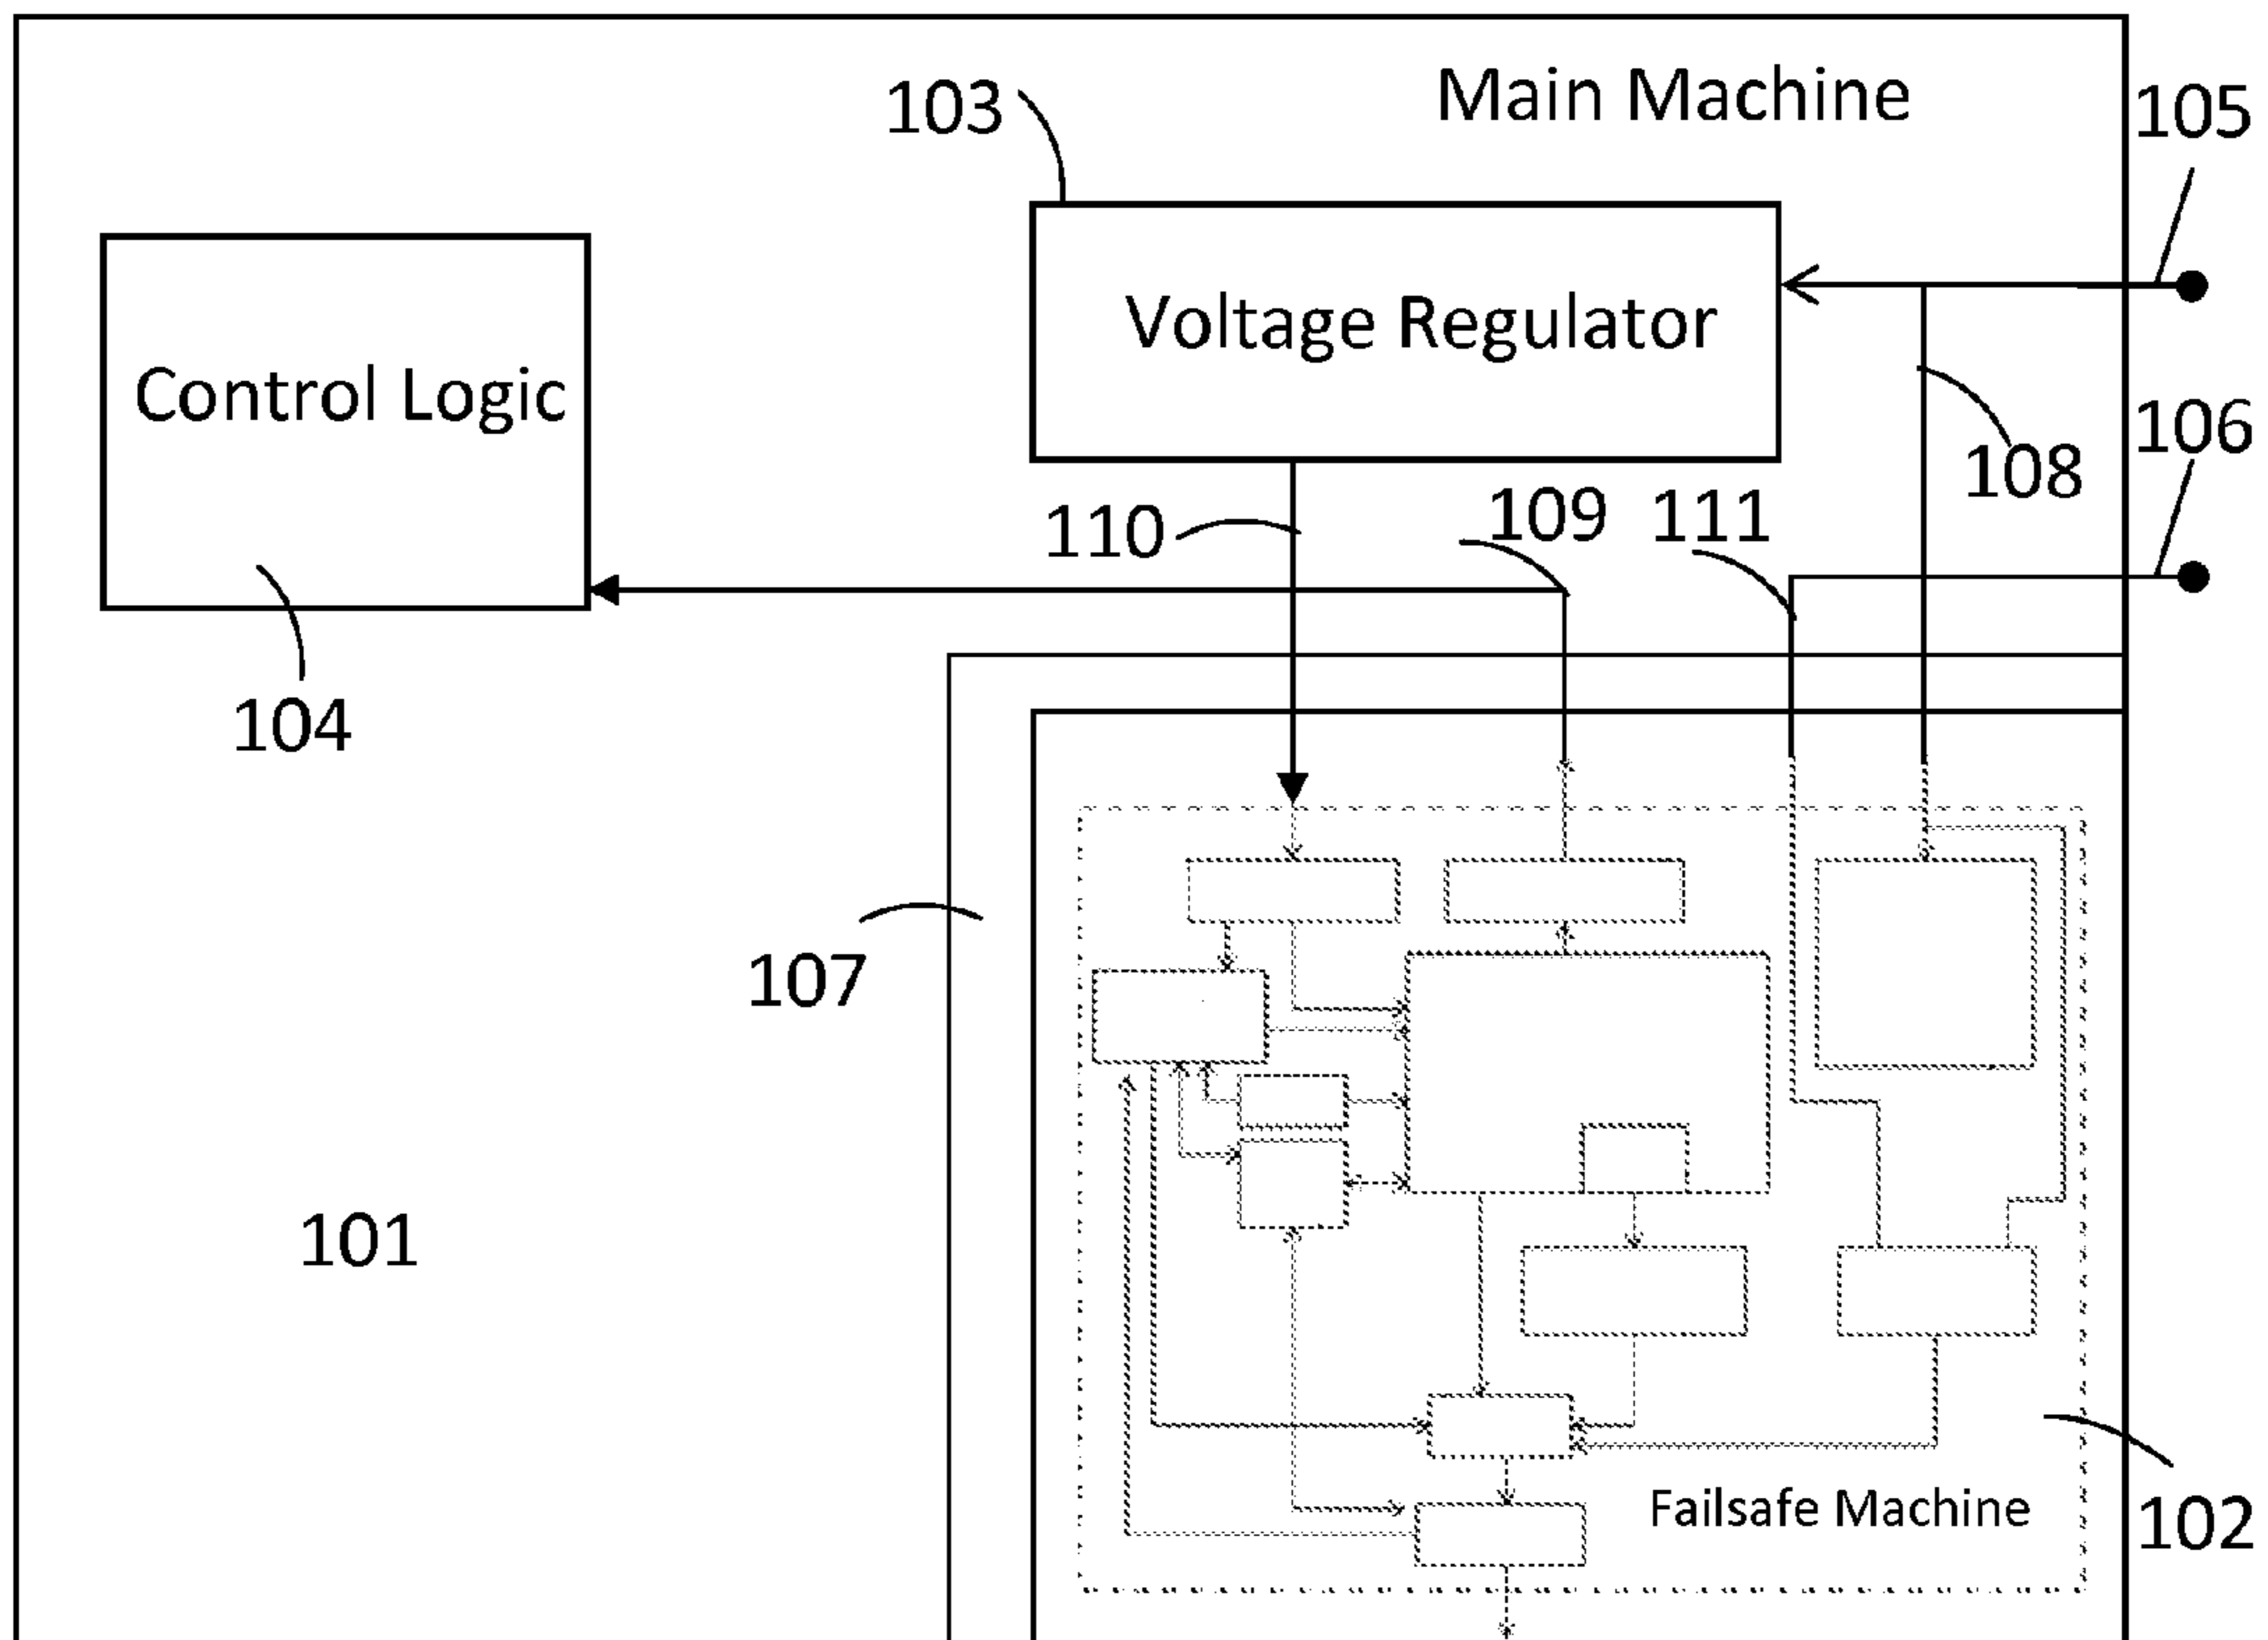 Main Machine
103
105
Voltage Regulator
Control Logic
106
108
109
111
110
104
107
101
Failsafe Machine
102